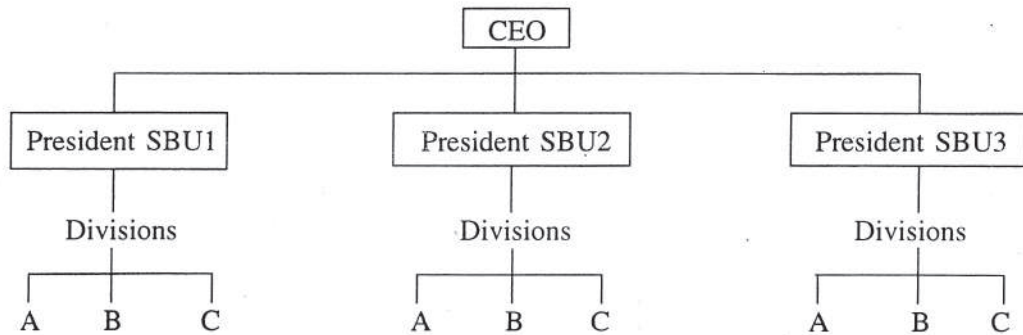 CEO
President SBU1 President SBU2 President SBU3
Divisions Divisions Divisions
A B C A B C A B C